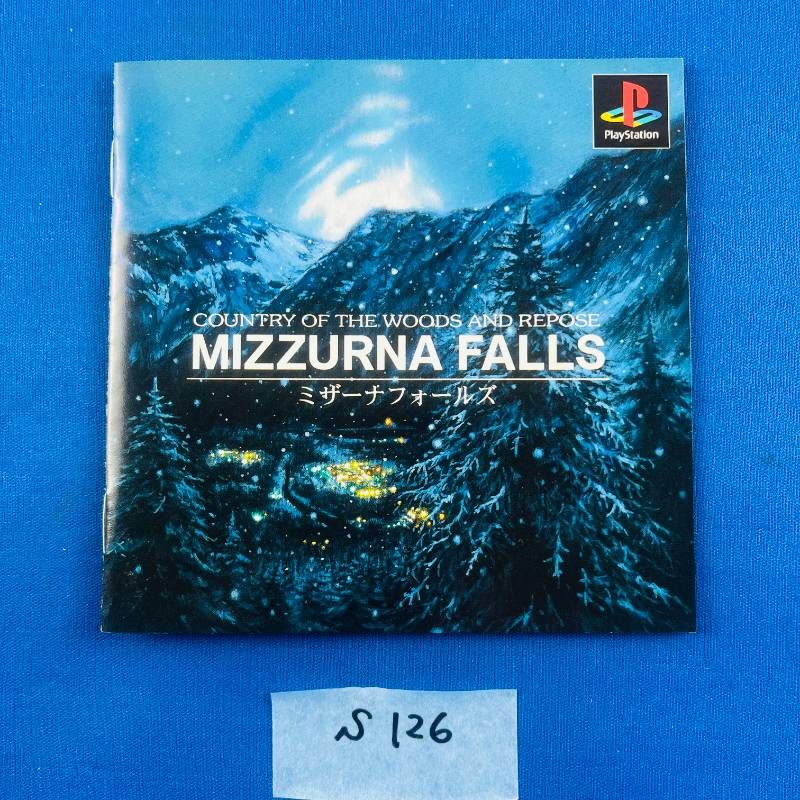 PlayStation
COUNTRY OF THE WOODS AND REPOSE
MIZZURNA FALLS
ミザーナフォールズ
S 126